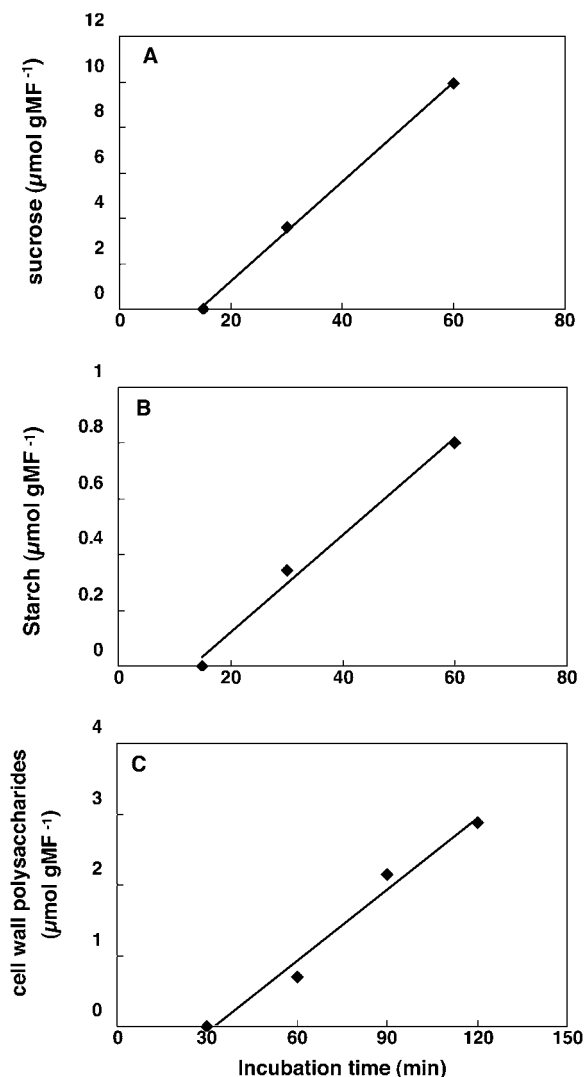 12
A
10
8
6
4
2
0
0 20 40 60 80
sucrose (µmol gMF⁻¹)
1
B
0.8
0.6
0.4
0.2
0
0 20 40 60 80
Starch (µmol gMF⁻¹)
4
C
3
2
1
0
0 30 60 90 120 150
cell wall polysaccharides
(µmol gMF⁻¹)
Incubation time (min)